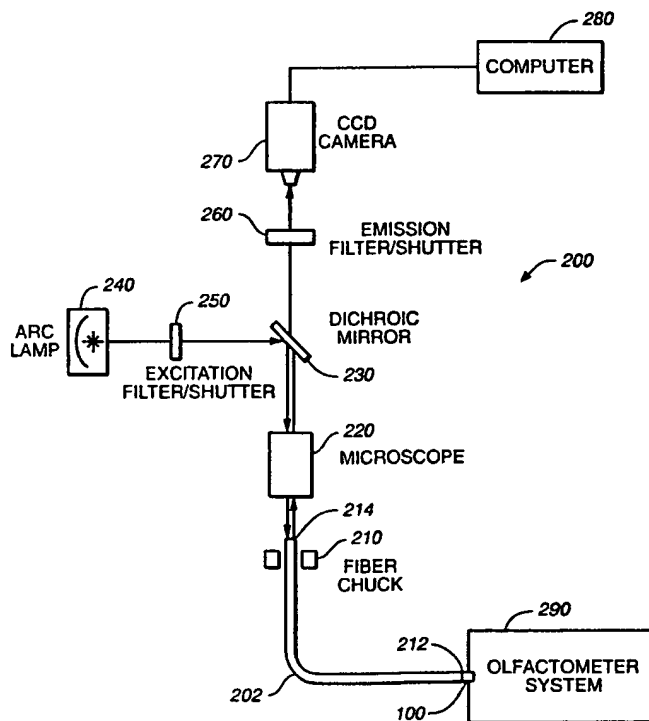 280
COMPUTER
CCD
CAMERA
270
260
EMISSION
FILTER/SHUTTER
200
240
250
ARC
LAMP
DICHROIC
MIRROR
EXCITATION
FILTER/SHUTTER
230
220
MICROSCOPE
214
210
FIBER
CHUCK
290
212
OLFACTOMETER
SYSTEM
202
100